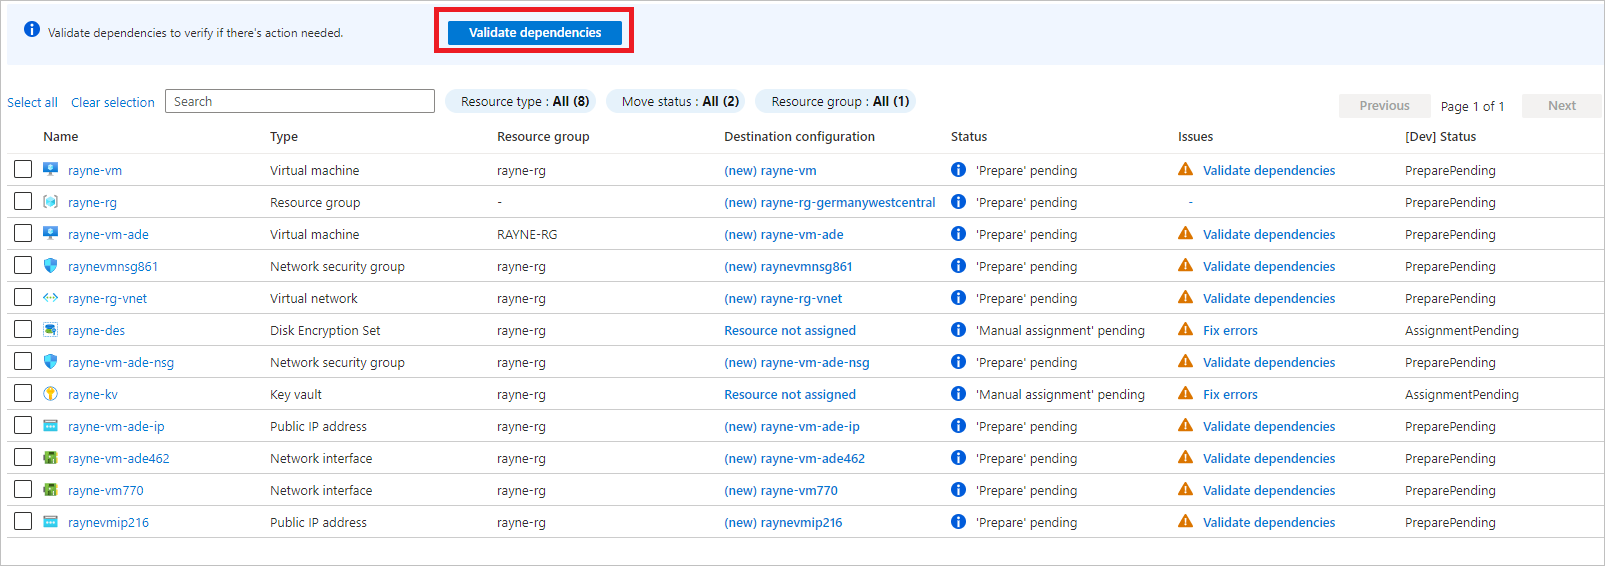 Validate dependencies to verify if there's action needed. Validate dependencies
Select all Clear selection Search Resource type : All (8) Move status : All (2) Resource group : All (1) Previous Page 1 of 1 Next
Name Type Resource group Destination configuration Status Issues [Dev] Status
rayne-vm Virtual machine rayne-rg (new) rayne-vm 'Prepare' pending Validate dependencies PreparePending
rayne-rg Resource group - (new) rayne-rg-germanywestcentral 'Prepare' pending - PreparePending
rayne-vm-ade Virtual machine RAYNE-RG (new) rayne-vm-ade 'Prepare' pending Validate dependencies PreparePending
raynevmnsg861 Network security group rayne-rg (new) raynevmnsg861 'Prepare' pending Validate dependencies PreparePending
rayne-rg-vnet Virtual network rayne-rg (new) rayne-rg-vnet 'Prepare' pending Validate dependencies PreparePending
rayne-des Disk Encryption Set rayne-rg Resource not assigned 'Manual assignment' pending Fix errors AssignmentPending
rayne-vm-ade-nsg Network security group rayne-rg (new) rayne-vm-ade-nsg 'Prepare' pending Validate dependencies PreparePending
rayne-kv Key vault rayne-rg Resource not assigned 'Manual assignment' pending Fix errors AssignmentPending
rayne-vm-ade-ip Public IP address rayne-rg (new) rayne-vm-ade-ip 'Prepare' pending Validate dependencies PreparePending
rayne-vm-ade462 Network interface rayne-rg (new) rayne-vm-ade462 'Prepare' pending Validate dependencies PreparePending
rayne-vm770 Network interface rayne-rg (new) rayne-vm770 'Prepare' pending Validate dependencies PreparePending
raynevmip216 Public IP address rayne-rg (new) raynevmip216 'Prepare' pending Validate dependencies PreparePending